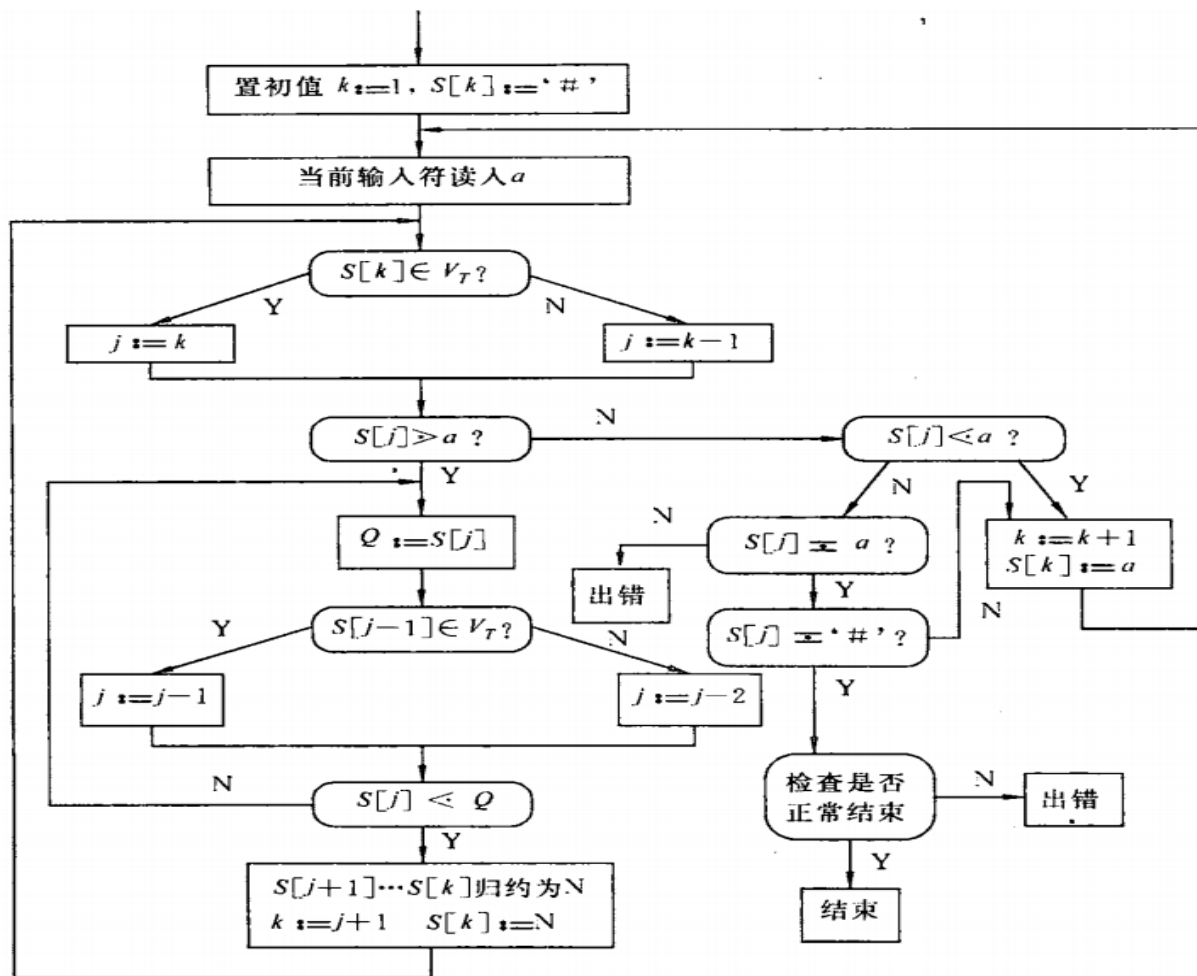 置初值 k:=1, S[k]:='#'
当前输入符读入a
S[k]∈V_T?
Y
N
j:=k
j:=k-1
S[j]⋗a?
N
S[j]⋖a?
Y
N
Y
Q:=S[j]
N
S[j]≖a?
k:=k+1
S[k]:=a
出错
Y
N
Y
S[j-1]∈V_T?
N
S[j]≖'#'?
j:=j-1
j:=j-2
Y
N
S[j]⋖Q
检查是否
正常结束
N
出错
Y
Y
S[j+1]…S[k]归约为N
k:=j+1 S[k]:=N
结束